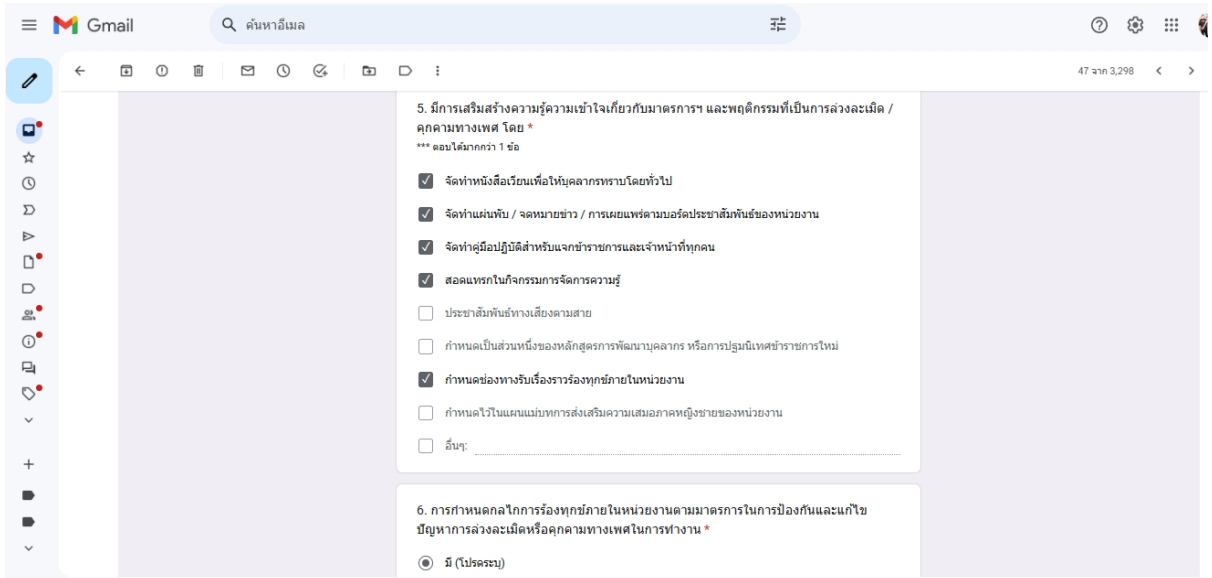 Gmail
ค้นหาอีเมล
47 จาก 3,298
5. มีการเสริมสร้างความรู้ความเข้าใจเกี่ยวกับมาตรการฯ และพฤติกรรมที่เป็นการล่วงละเมิด /
คุกคามทางเพศ โดย *
*** ตอบได้มากกว่า 1 ข้อ
จัดทำหนังสือเวียนเพื่อให้บุคลากรทราบโดยทั่วไป
จัดทำแผ่นพับ / จดหมายข่าว / การเผยแพร่ตามบอร์ดประชาสัมพันธ์ของหน่วยงาน
จัดทำคู่มือปฏิบัติสำหรับแจกข้าราชการและเจ้าหน้าที่ทุกคน
สอดแทรกในกิจกรรมการจัดการความรู้
ประชาสัมพันธ์ทางเสียงตามสาย
กำหนดเป็นส่วนหนึ่งของหลักสูตรการพัฒนาบุคลากร หรือการปฐมนิเทศข้าราชการใหม่
กำหนดช่องทางรับเรื่องราวร้องทุกข์ภายในหน่วยงาน
กำหนดไว้ในแผนแม่บทการส่งเสริมความเสมอภาคหญิงชายของหน่วยงาน
อื่นๆ:
6. การกำหนดกลไกการร้องทุกข์ภายในหน่วยงานตามมาตรการในการป้องกันและแก้ไข
ปัญหาการล่วงละเมิดหรือคุกคามทางเพศในการทำงาน *
มี (โปรดระบุ)